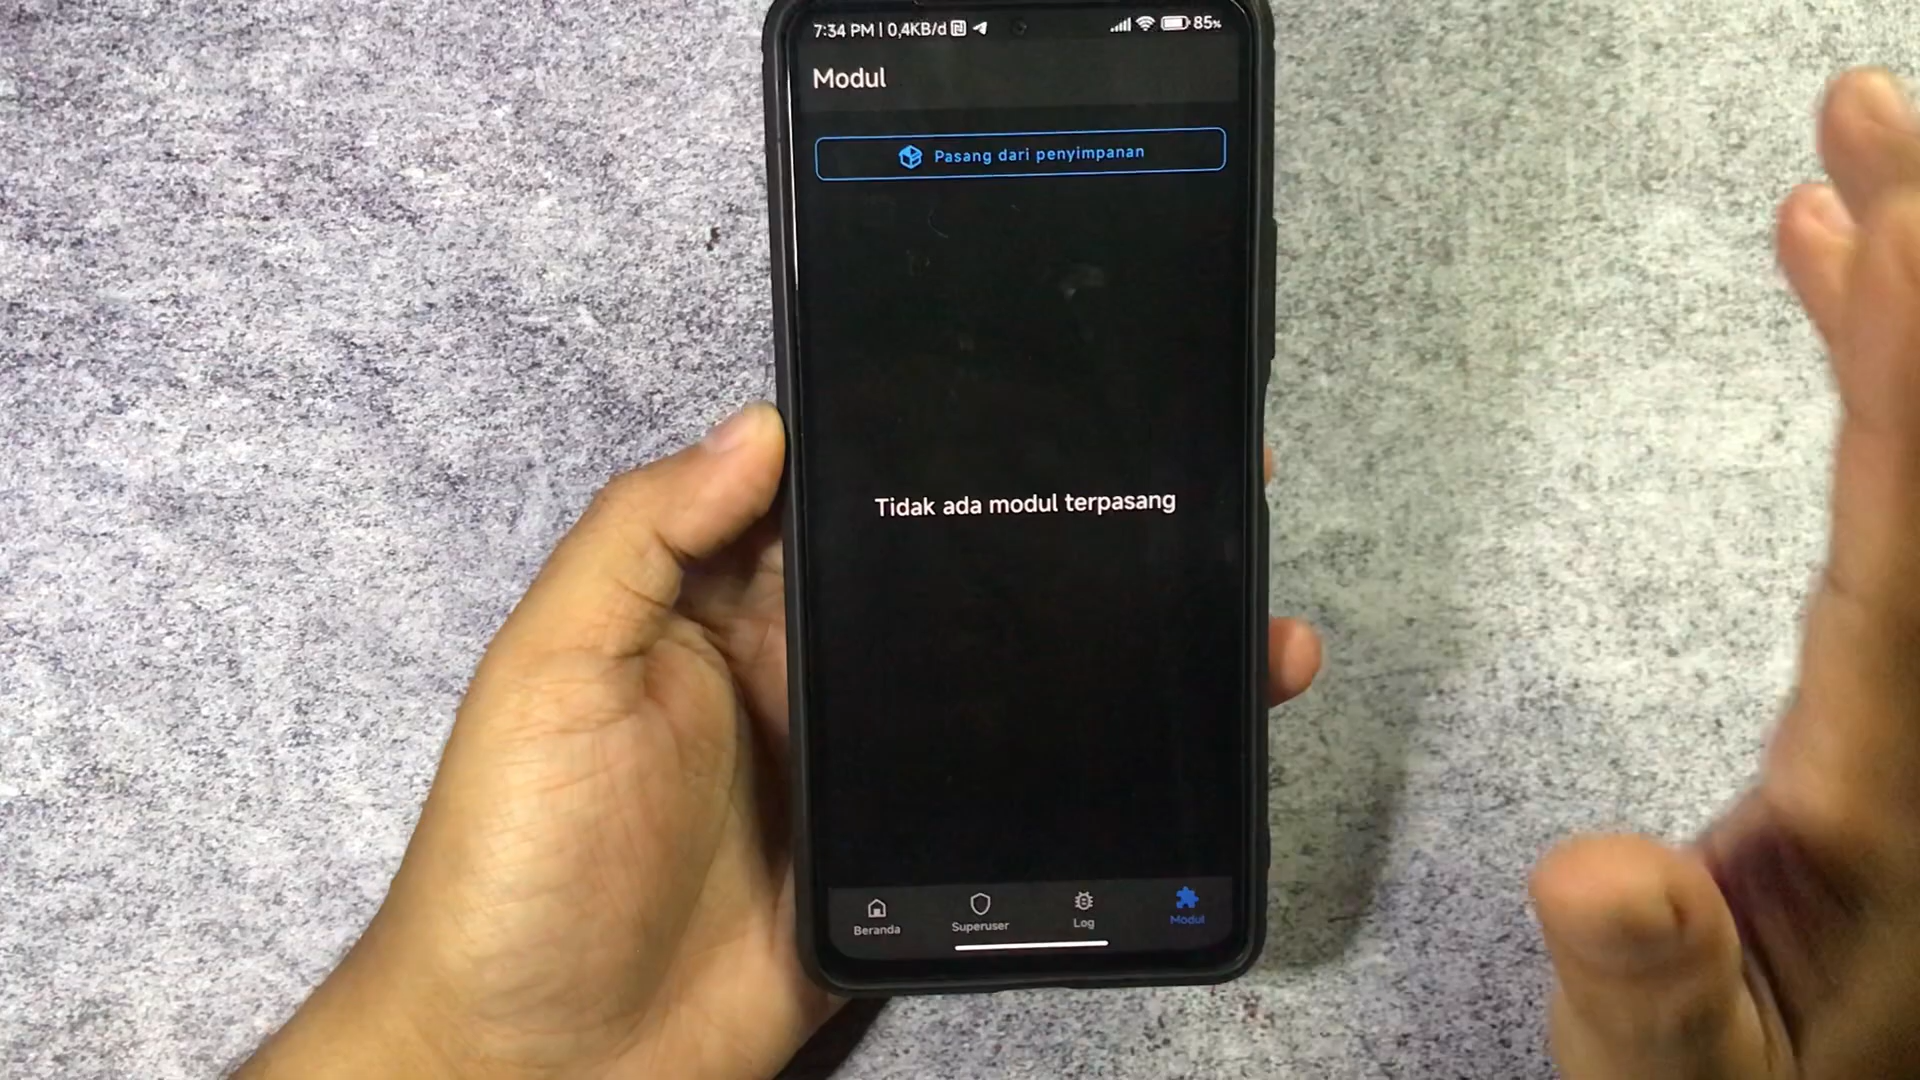 7:34 PM | 0,4KB/d
85%
Modul
Pasang dari penyimpanan
Tidak ada modul terpasang
Beranda
Superuser
Log
Modul